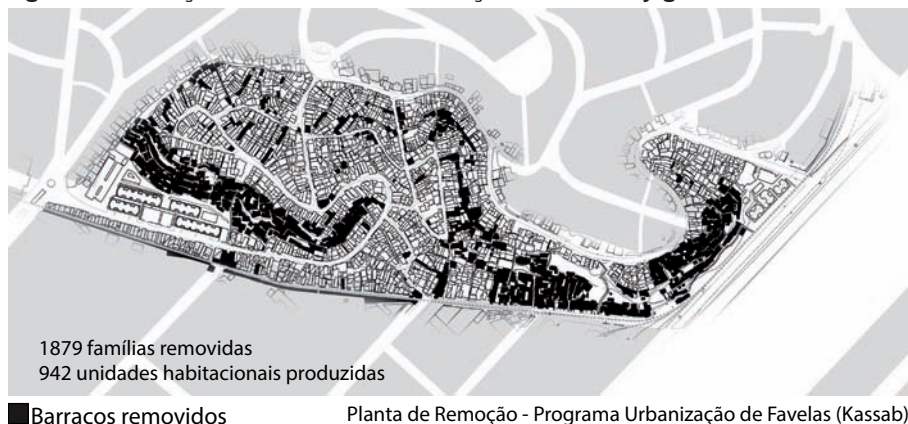 1879 famílias removidas
942 unidades habitacionais produzidas
Barracos removidos
Planta de Remoção - Programa Urbanização de Favelas (Kassab)